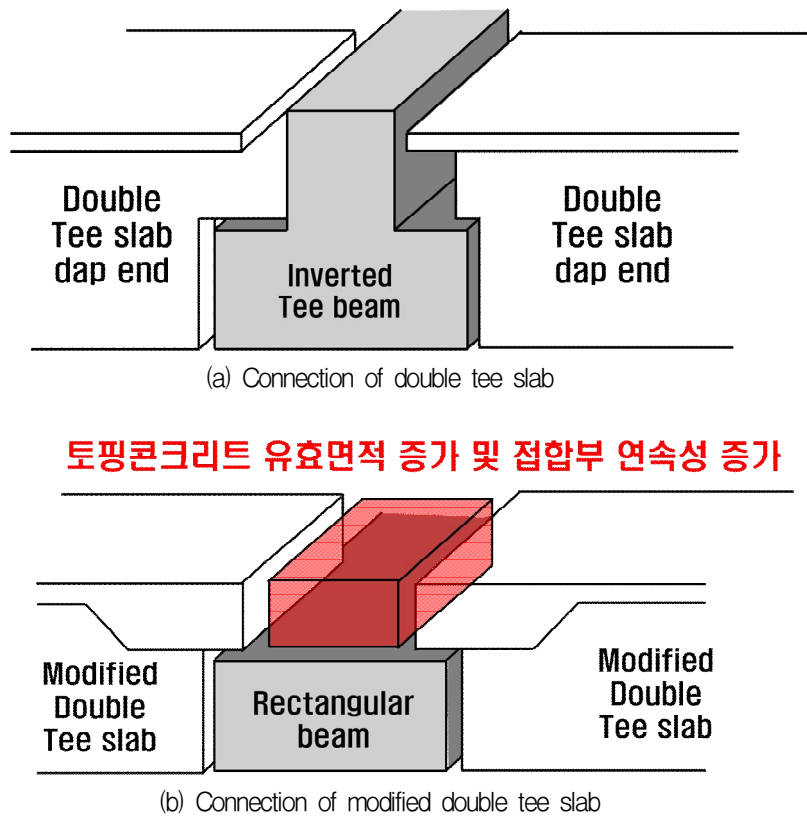 Double
Tee slab
dap end
Inverted
Tee beam
Double
Tee slab
dap end
(a) Connection of double tee slab
토핑콘크리트 유효면적 증가 및 접합부 연속성 증가
Modified
Double
Tee slab
Rectangular
beam
Modified
Double
Tee slab
(b) Connection of modified double tee slab